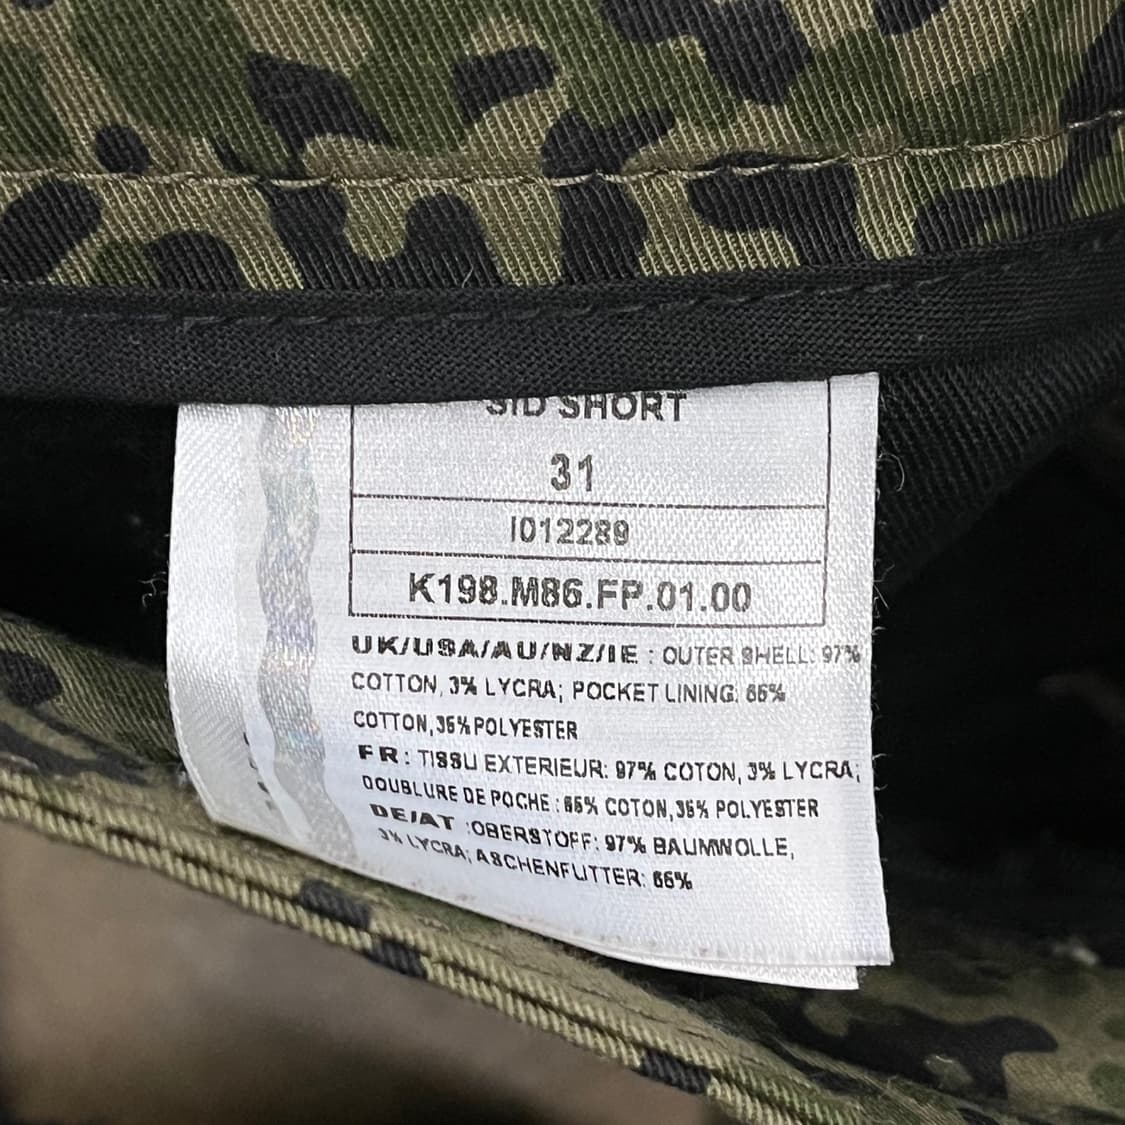 SID SHORT
31
I012289
K198.M86.FP.01.00
UK/USA/AU/NZ/IE : OUTER SHELL: 97%
COTTON, 3% LYCRA; POCKET LINING: 65%
COTTON,35% POLYESTER
FR: TISSU EXTERIEUR: 97% COTON, 3% LYCRA;
DOUBLURE DE POCHE : 65% COTON,35% POLYESTER
DE/AT :OBERSTOFF: 97% BAUMWOLLE,
3% LYCRA; ASCHENFUTTER: 65%